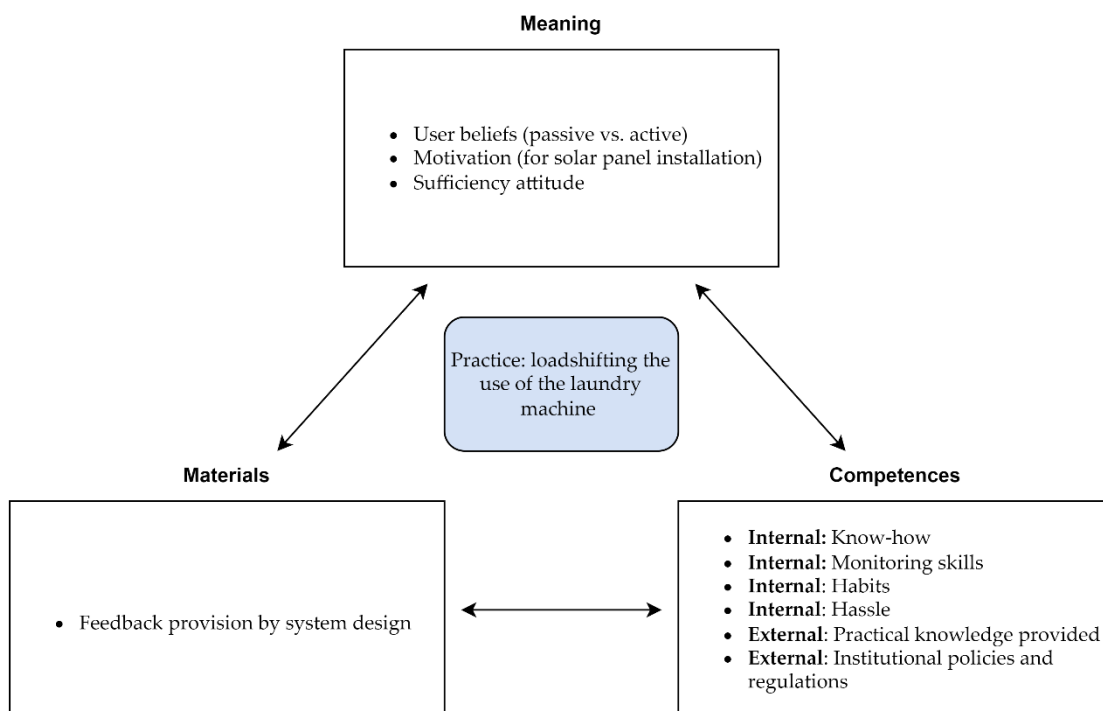 Meaning
• User beliefs (passive vs. active)
• Motivation (for solar panel installation)
• Sufficiency attitude
Practice: loadshifting the
use of the laundry
machine
Materials
• Feedback provision by system design
Competences
• Internal: Know-how
• Internal: Monitoring skills
• Internal: Habits
• Internal: Hassle
• External: Practical knowledge provided
• External: Institutional policies and
regulations